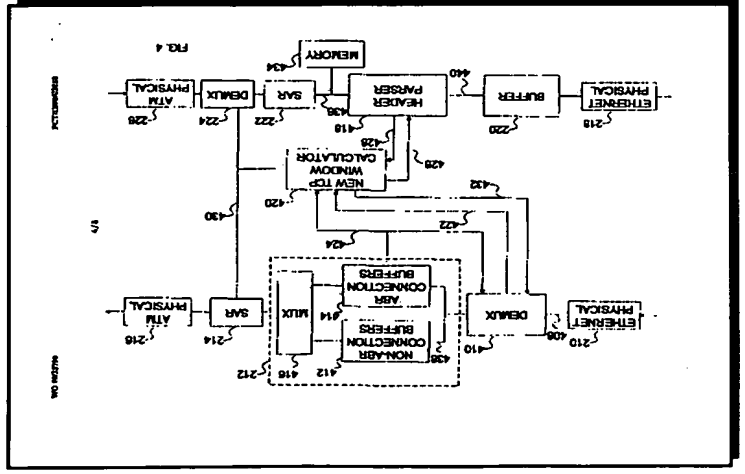 4/8
212
416
412
438
210
408
410
NON-ABR
CONNECTION
BUFFERS
ETHERNET
PHYSICAL
DEMUX
MUX
SAR
ATM
PHYSICAL
ABR
CONNECTION
BUFFERS
414
214
216
424
422
432
430
420
NEW TCP
WINDOW
CALCULATOR
426
428
418
440
220
218
436
222
224
226
ETHERNET
PHYSICAL
BUFFER
HEADER
PARSER
SAR
DEMUX
ATM
PHYSICAL
MEMORY
434
FIG. 4